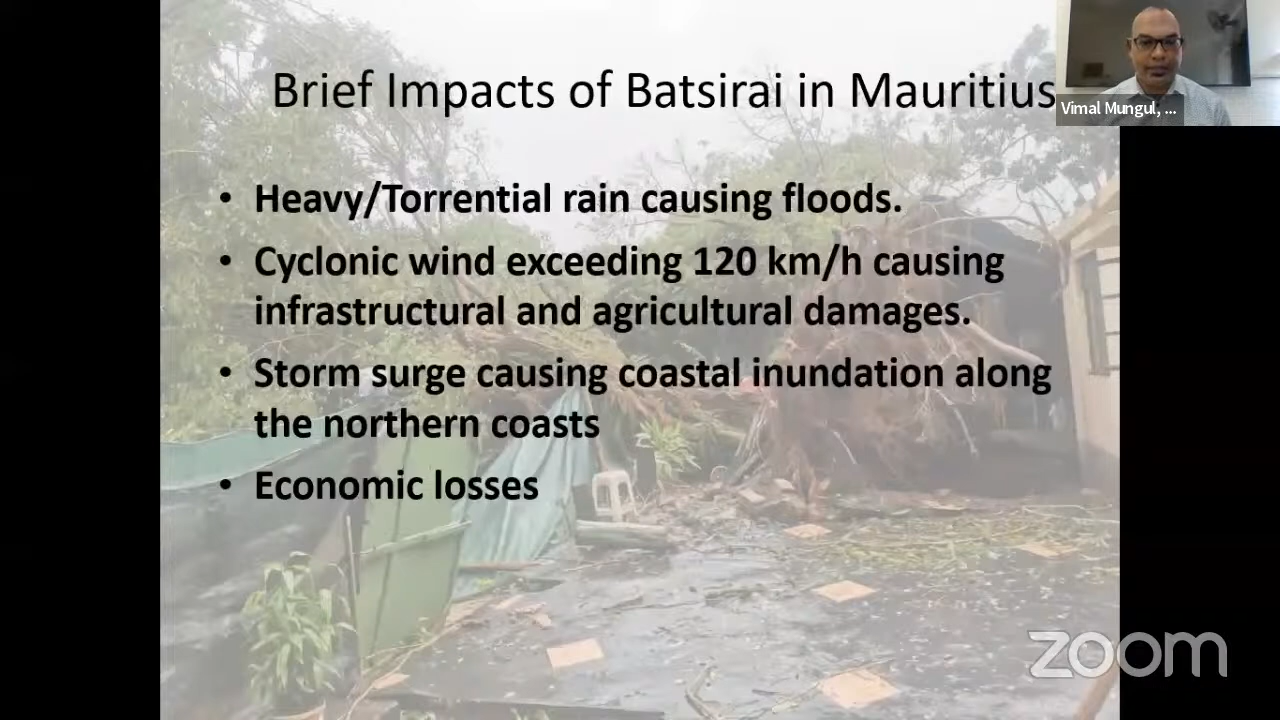 Brief Impacts of Batsirai in Mauritius
Vimal Mungul, ...
• Heavy/Torrential rain causing floods.
• Cyclonic wind exceeding 120 km/h causing
infrastructural and agricultural damages.
• Storm surge causing coastal inundation along
the northern coasts
• Economic losses
zoom